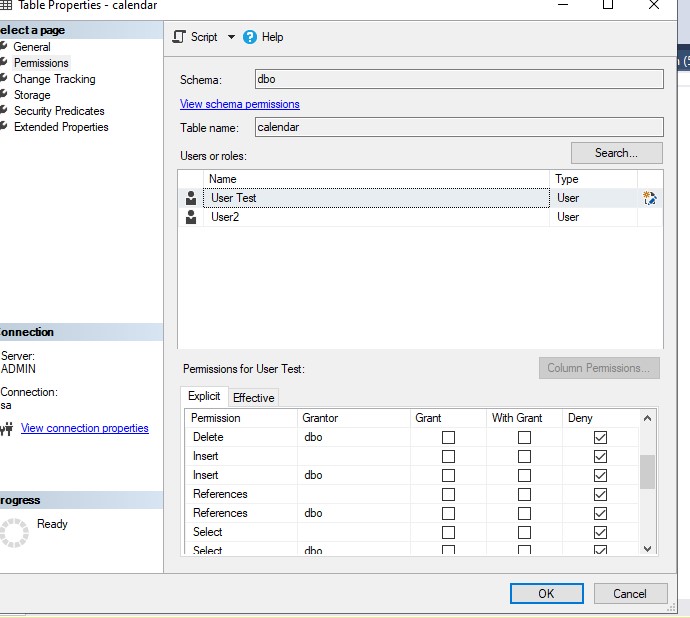 Table Properties - calendar
elect a page
General
Permissions
Change Tracking
Storage
Security Predicates
Extended Properties
Script
Help
Schema:
dbo
View schema permissions
Table name:
calendar
Users or roles:
Search...
Name Type
User Test User
User2 User
onnection
Server:
ADMIN
Connection:
sa
View connection properties
rogress
Ready
Permissions for User Test:
Column Permissions...
Explicit Effective
Permission Grantor Grant With Grant Deny
Delete dbo
Insert
Insert dbo
References
References dbo
Select
Select dbo
OK Cancel